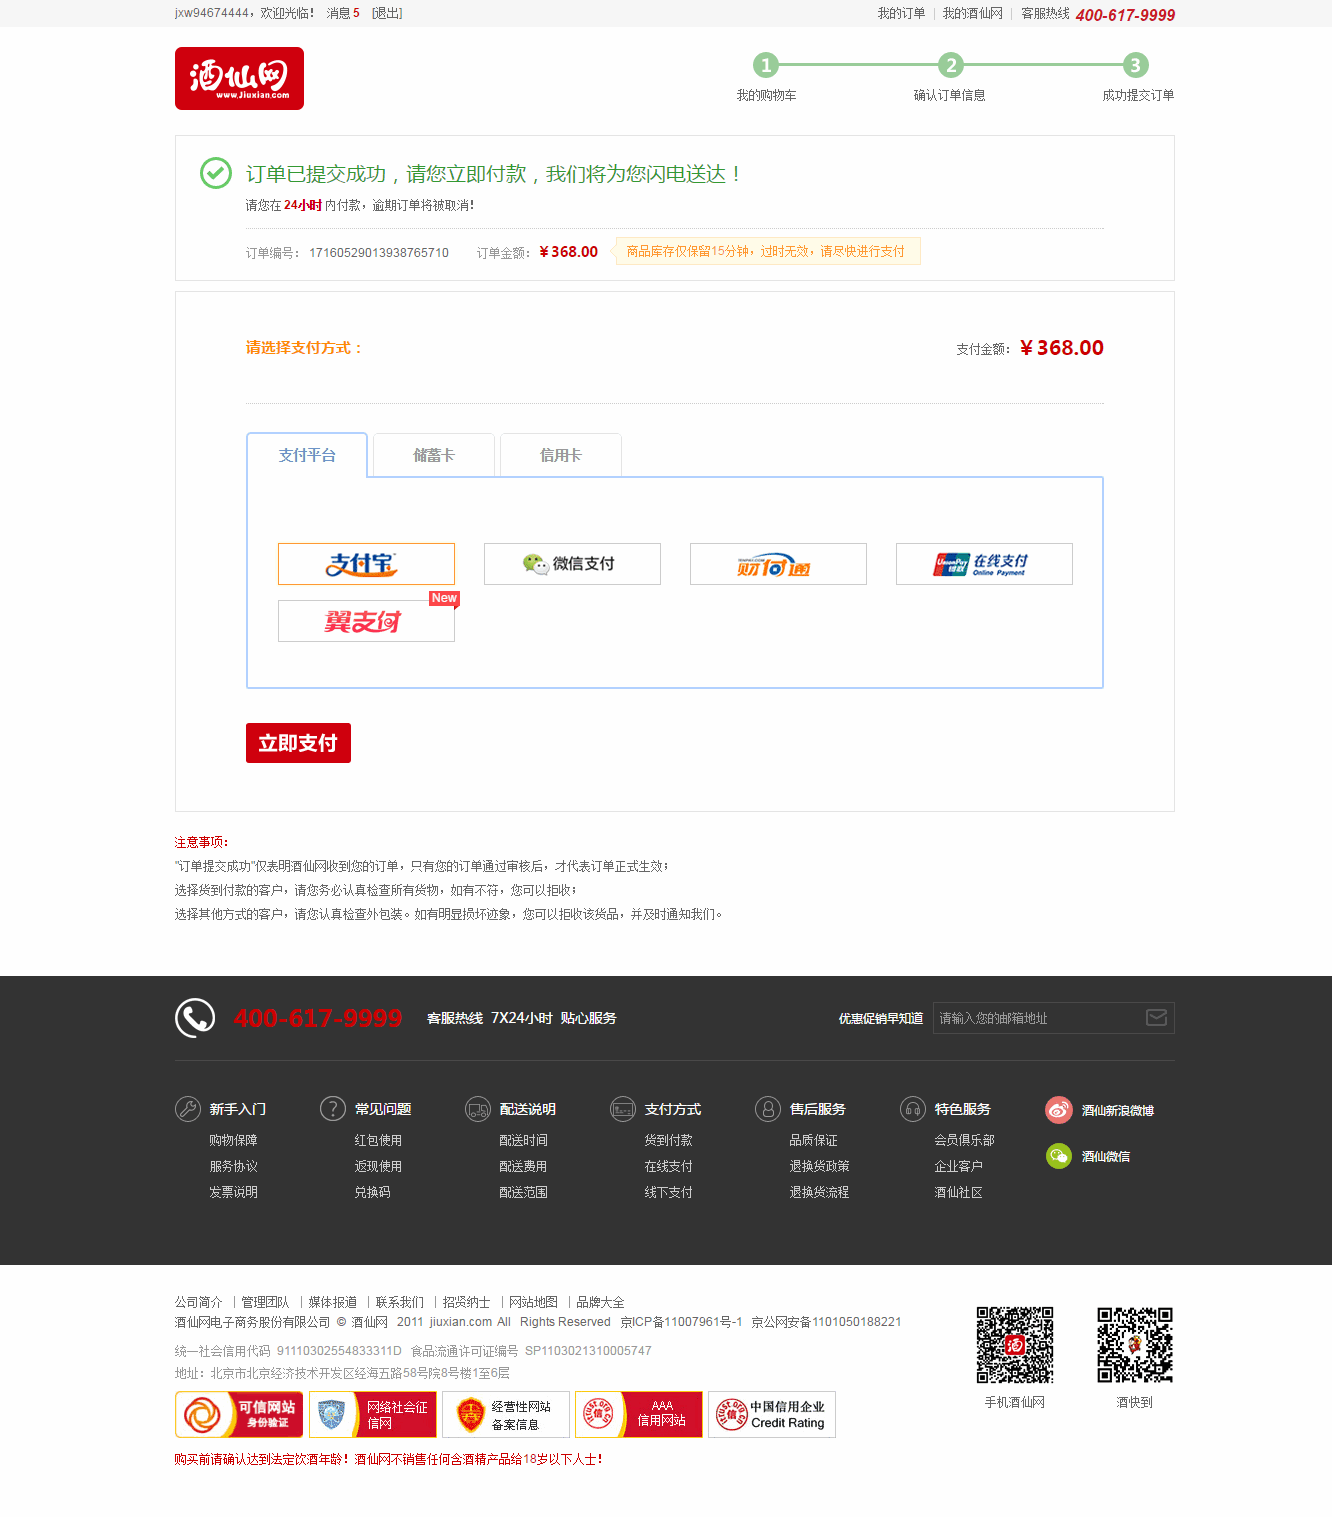 jxw94674444，欢迎光临！ 消息 5 [退出]
我的订单 | 我的酒仙网 | 客服热线 400-617-9999
酒仙网
www.Jiuxian.com
1 2 3
我的购物车 确认订单信息 成功提交订单
订单已提交成功，请您立即付款，我们将为您闪电送达！
请您在 24小时 内付款，逾期订单将被取消！
订单编号： 17160529013938765710 订单金额： ¥368.00 商品库存仅保留15分钟，过时无效，请尽快进行支付
请选择支付方式： 支付金额： ¥368.00
支付平台 储蓄卡 信用卡
支付宝 微信支付 财付通 UnionPay 银联 在线支付 Online Payment
New
翼支付
立即支付
注意事项：
"订单提交成功"仅表明酒仙网收到您的订单，只有您的订单通过审核后，才代表订单正式生效；
选择货到付款的客户，请您务必认真检查所有货物，如有不符，您可以拒收；
选择其他方式的客户，请您认真检查外包装。如有明显损坏迹象，您可以拒收该货品，并及时通知我们。
400-617-9999 客服热线 7X24小时 贴心服务 优惠促销早知道 请输入您的邮箱地址
新手入门 常见问题 配送说明 支付方式 售后服务 特色服务 酒仙新浪微博
购物保障 红包使用 配送时间 货到付款 品质保证 会员俱乐部
服务协议 返现使用 配送费用 在线支付 退换货政策 企业客户 酒仙微信
发票说明 兑换码 配送范围 线下支付 退换货流程 酒仙社区
公司简介 | 管理团队 | 媒体报道 | 联系我们 | 招贤纳士 | 网站地图 | 品牌大全
酒仙网电子商务股份有限公司 © 酒仙网 2011 jiuxian.com All Rights Reserved 京ICP备11007961号-1 京公网安备1101050188221
统一社会信用代码 91110302554833311D 食品流通许可证编号 SP1103021310005747
地址：北京市北京经济技术开发区经海五路58号院8号楼1至6层
可信网站 身份验证
网络社会征信网
经营性网站 备案信息
AAA 信用网站
中国信用企业 Credit Rating
手机酒仙网 酒快到
购买前请确认达到法定饮酒年龄！酒仙网不销售任何含酒精产品给18岁以下人士！